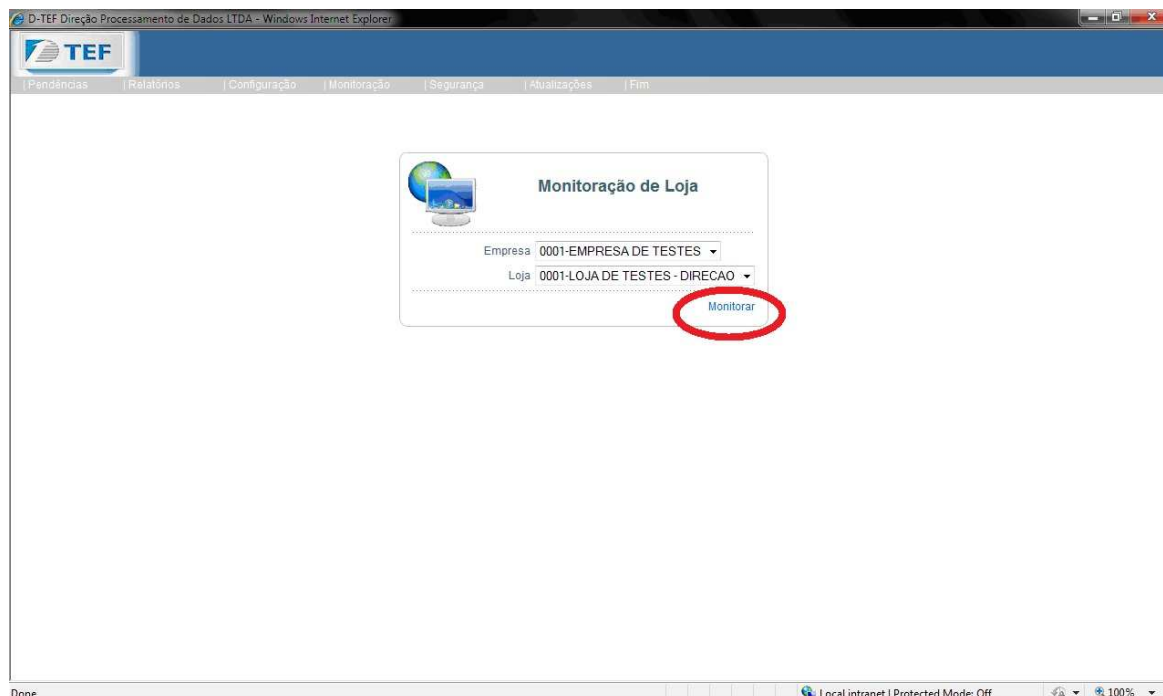 D-TEF Direção Processamento de Dados LTDA - Windows Internet Explorer
TEF
| Pendências | Relatórios | Configuração | Monitoração | Segurança | Atualizações | Fim
Monitoração de Loja
Empresa 0001-EMPRESA DE TESTES
Loja 0001-LOJA DE TESTES - DIRECAO
Monitorar
Done Local intranet | Protected Mode: Off 100%